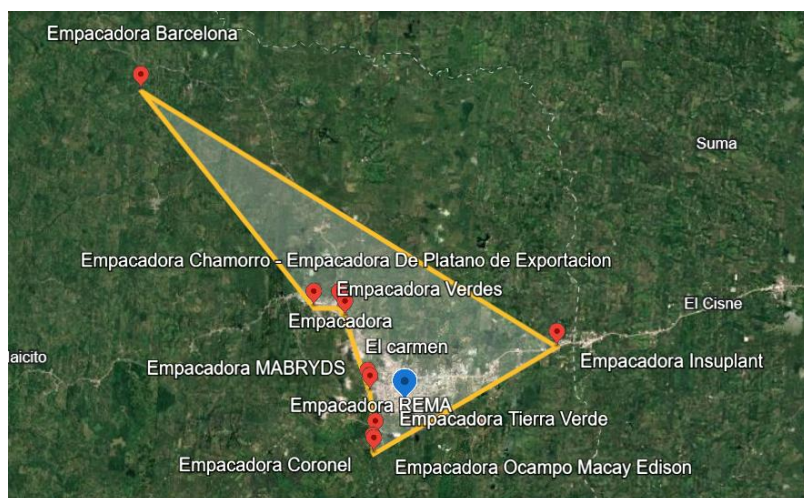 Empacadora Barcelona
Suma
Empacadora Chamorro - Empacadora De Platano de Exportacion
Empacadora Verdes
El Cisne
Empacadora
El carmen
laicito
Empacadora MABRYDS
Empacadora Insuplant
Empacadora REMA
Empacadora Tierra Verde
Empacadora Coronel
Empacadora Ocampo Macay Edison